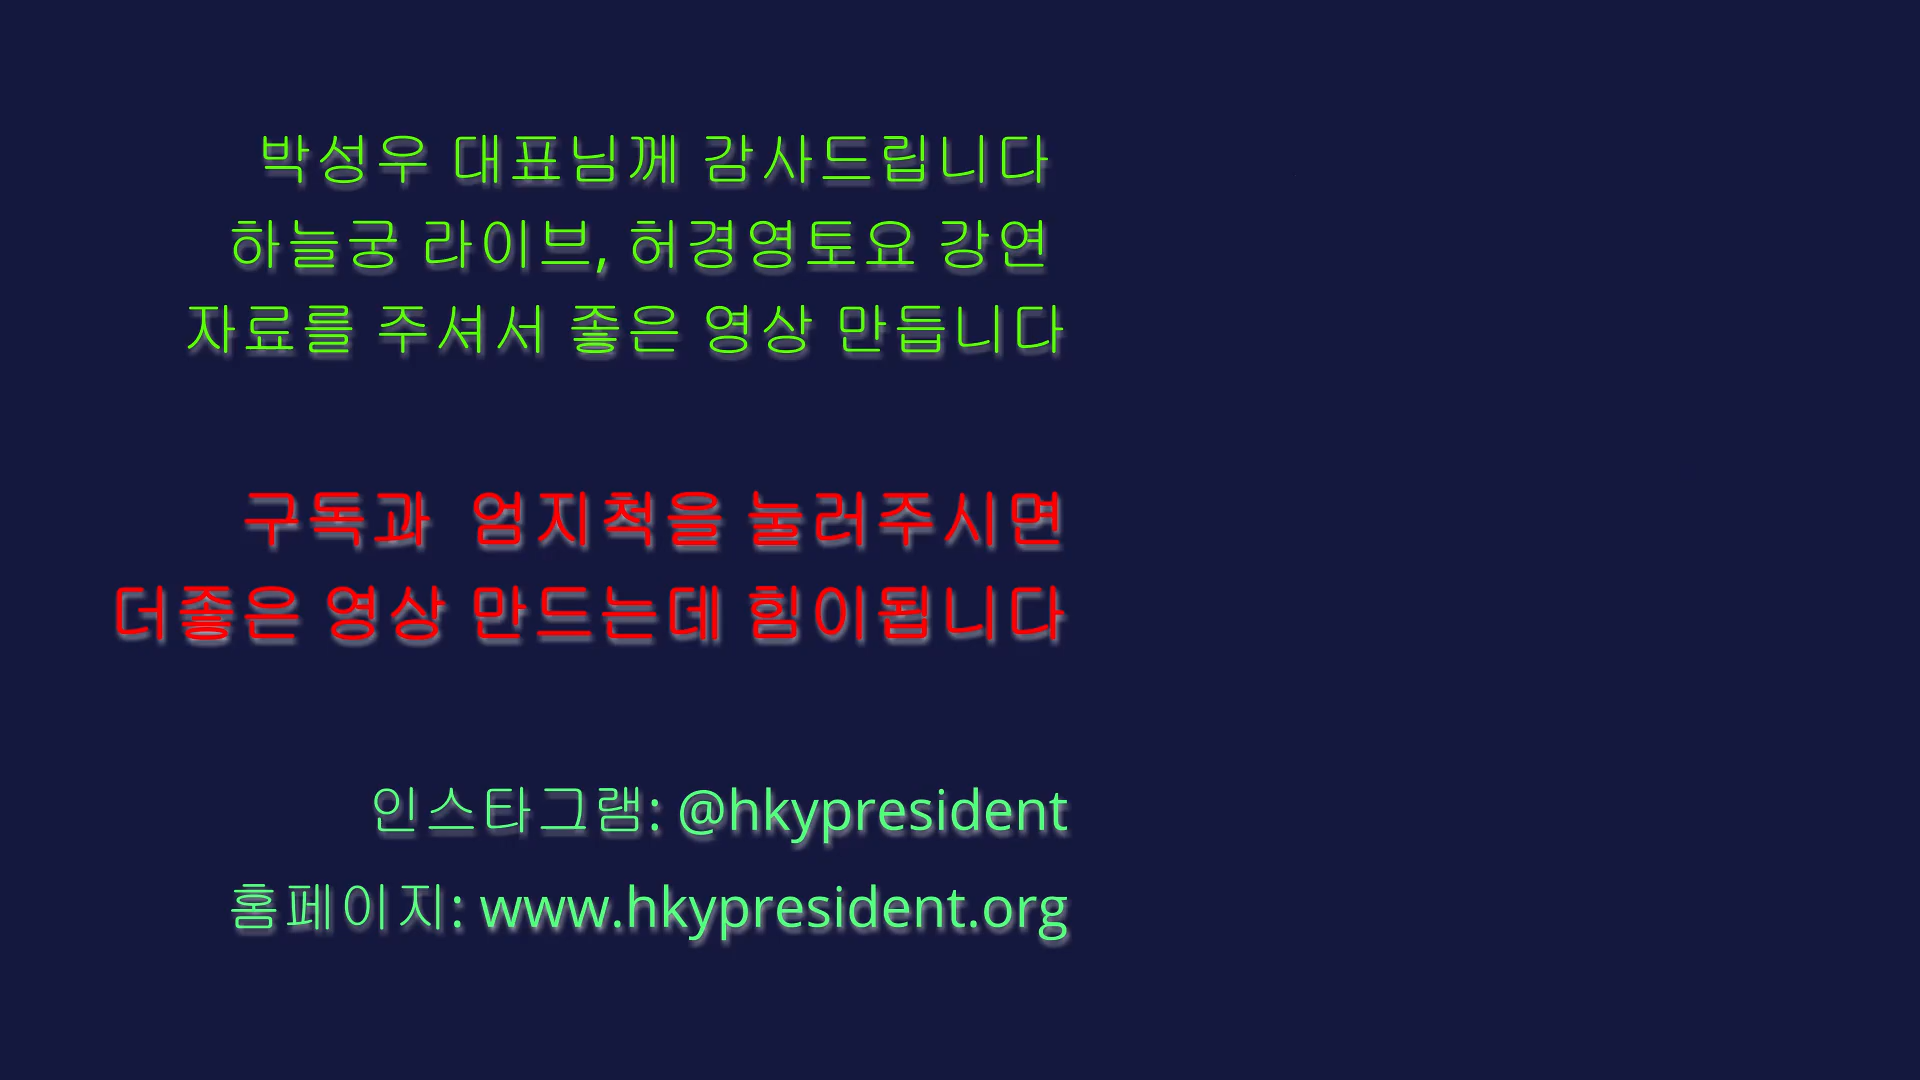 박성우 대표님께 감사드립니다
하늘궁 라이브, 허경영토요 강연
자료를 주셔서 좋은 영상 만듭니다
구독과  엄지척을 눌러주시면
더좋은 영상 만드는데 힘이됩니다
인스타그램: @hkypresident
홈페이지: www.hkypresident.org